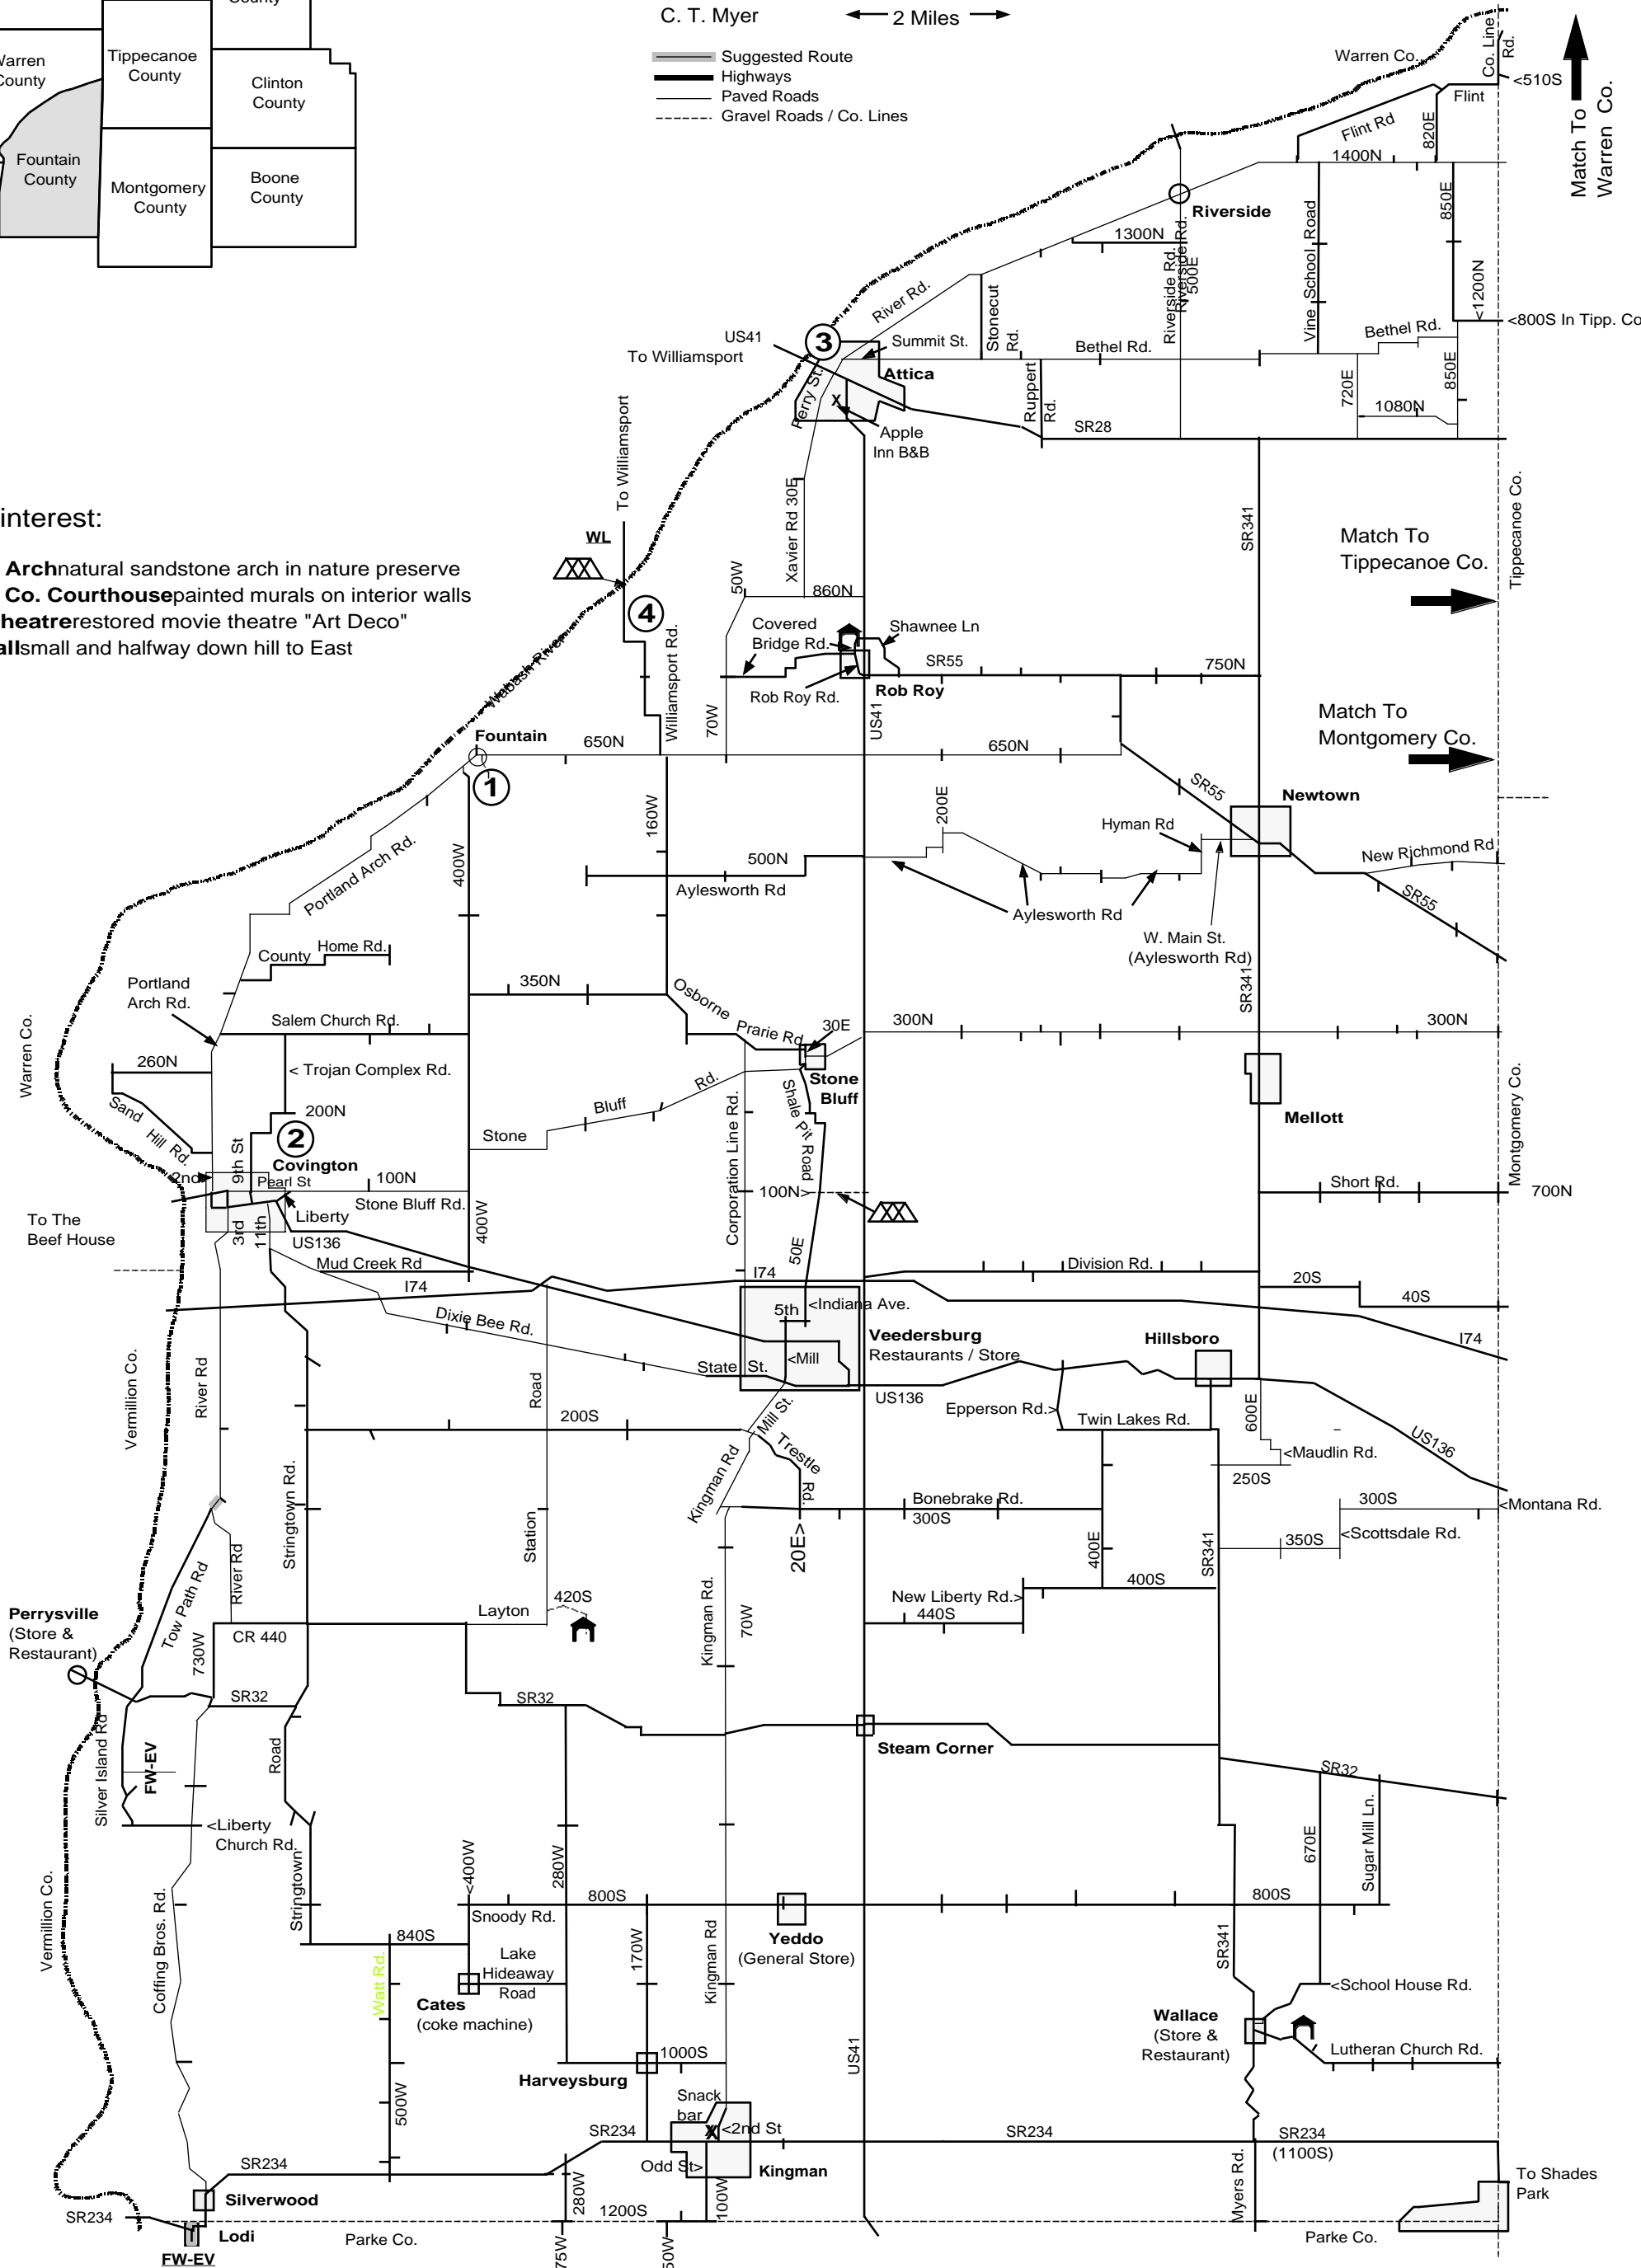 County
Warren
County
Tippecanoe
County
Clinton
County
Fountain
County
Montgomery
County
Boone
County
C. T. Myer
2 Miles
Suggested Route
Highways
Paved Roads
Gravel Roads / Co. Lines
Warren Co.
Co. Line
Rd.
<510S
Flint
Flint Rd
820E
1400N
Match To
Warren Co.
Riverside
1300N
Riverside Rd.
Riverside Rd.
500E
Vine School Road
850E
<1200N
<800S In Tipp. Co
River Rd.
Stonecut
Rd.
US41
To Williamsport
3
Summit St.
Bethel Rd.
Bethel Rd.
Attica
Perry St.
X
Apple
Inn B&B
Ruppert
Rd.
720E
850E
1080N
SR28
To Williamsport
interest:
Arch natural sandstone arch in nature preserve
Co. Courthouse painted murals on interior walls
heatre restored movie theatre "Art Deco"
all small and halfway down hill to East
WL
4
Xavier Rd 30E
50W
860N
SR341
Match To
Tippecanoe Co.
Tippecanoe Co.
Covered
Bridge Rd.
Shawnee Ln
SR55
750N
Rob Roy Rd.
Rob Roy
Wabash River
Williamsport Rd.
70W
US41
Match To
Montgomery Co.
Fountain
650N
650N
1
SR55
Newtown
160W
200E
Hyman Rd
400W
500N
Aylesworth Rd
New Richmond Rd
Portland Arch Rd.
Aylesworth Rd
SR55
W. Main St.
(Aylesworth Rd)
County
Home Rd.
Portland
Arch Rd.
350N
Osborne
Prarie Rd
30E
SR341
Salem Church Rd.
300N
300N
Warren Co.
260N
< Trojan Complex Rd.
Stone
Bluff
Sand
Hill Rd.
200N
Stone
Bluff
Rd.
Corporation Line Rd.
Shale Pit Road
Mellott
Montgomery Co.
2
9th St
Covington
2nd
Pearl St
100N
Stone Bluff Rd.
100N>
Short Rd.
700N
To The
Beef House
3rd
11th
Liberty
US136
400W
50E
Mud Creek Rd
I74
I74
Division Rd.
20S
40S
Dixie Bee Rd.
5th
<Indiana Ave.
Veedersburg
Restaurants / Store
Hillsboro
I74
Vermillion Co.
River Rd
State St.
<Mill
Road
US136
Epperson Rd.>
Twin Lakes Rd.
600E
200S
Mill St.
Trestle
Rd.
<Maudlin Rd.
US136
250S
Stringtown Rd.
Kingman Rd
Bonebrake Rd.
300S
300S
<Montana Rd.
Station
20E>
400E
SR341
350S
<Scottsdale Rd.
Tow Path Rd
River Rd
420S
Layton
Kingman Rd.
70W
New Liberty Rd.>
400S
440S
Perrysville
(Store &
Restaurant)
730W
CR 440
SR32
SR32
Steam Corner
SR32
Silver Island Rd
FW-EV
Road
<Liberty
Church Rd.
Stringtown
<400W
280W
670E
Sugar Mill Ln.
Vermillion Co.
Coffing Bros. Rd.
800S
Snoody Rd.
800S
840S
Yeddo
(General Store)
Watt Rd.
Lake
Hideaway
Road
170W
Kingman Rd
SR341
Cates
(coke machine)
<School House Rd.
Wallace
(Store &
Restaurant)
US41
Lutheran Church Rd.
1000S
Harveysburg
500W
Snack
bar
X
<2nd St
SR234
SR234
SR234
(1100S)
SR234
Odd St>
Kingman
To Shades
Park
Silverwood
280W
100W
1200S
Myers Rd.
SR234
Lodi
Parke Co.
Parke Co.
FW-EV
75W
50W